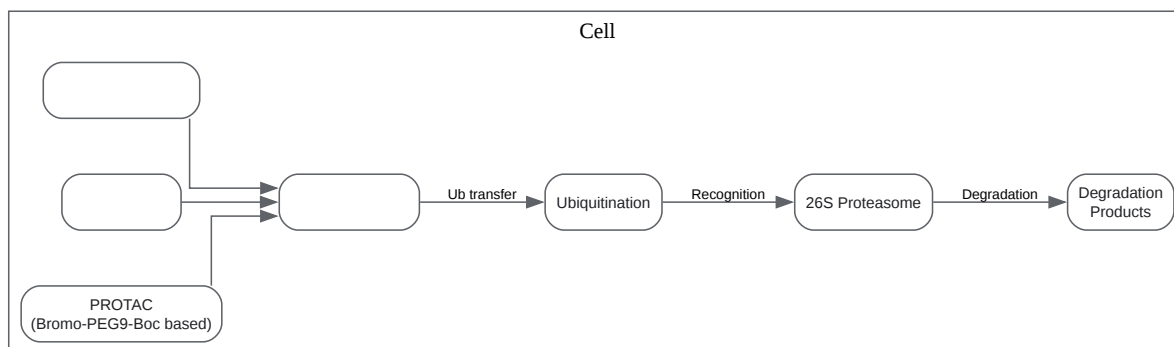 Cell
Ub transfer
Ubiquitination
Recognition
26S Proteasome
Degradation
Degradation
Products
PROTAC
(Bromo-PEG9-Boc based)